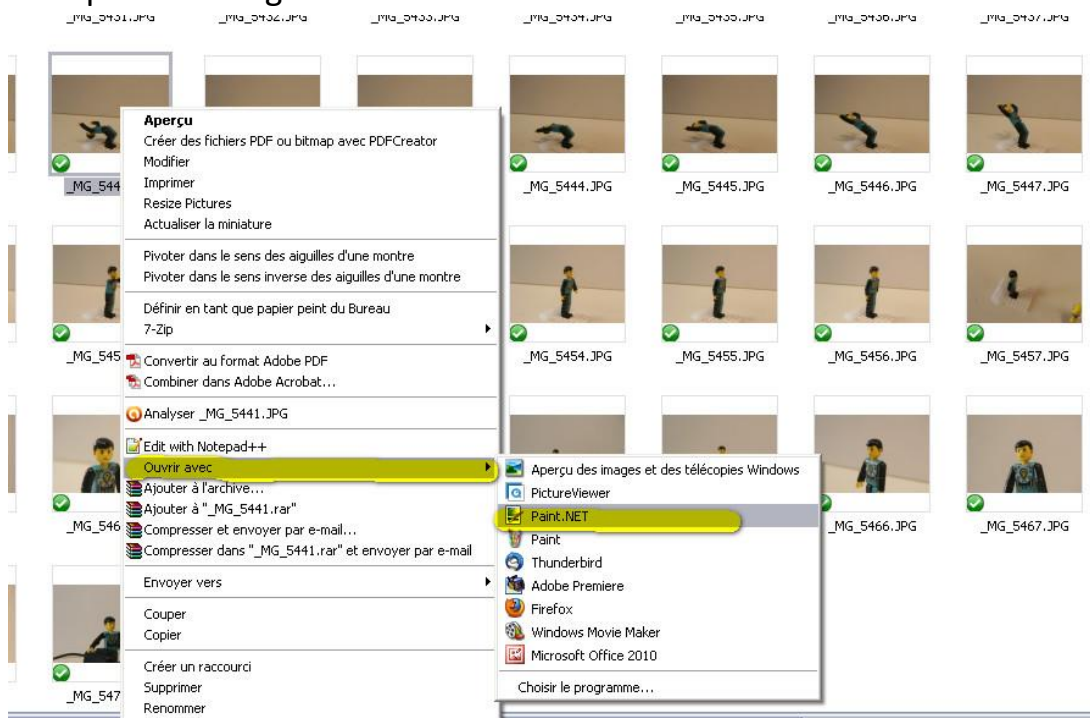 _MG_5431.JPG _MG_5432.JPG _MG_5433.JPG _MG_5434.JPG _MG_5435.JPG _MG_5436.JPG _MG_5437.JPG
Aperçu
Créer des fichiers PDF ou bitmap avec PDFCreator
Modifier
Imprimer
Resize Pictures
Actualiser la miniature
Pivoter dans le sens des aiguilles d'une montre
Pivoter dans le sens inverse des aiguilles d'une montre
Définir en tant que papier peint du Bureau
7-Zip
Convertir au format Adobe PDF
Combiner dans Adobe Acrobat...
Analyser _MG_5441.JPG
Edit with Notepad++
Ouvrir avec
Ajouter à l'archive...
Ajouter à "_MG_5441.rar"
Compresser et envoyer par e-mail...
Compresser dans "_MG_5441.rar" et envoyer par e-mail
Envoyer vers
Couper
Copier
Créer un raccourci
Supprimer
Renommer
Aperçu des images et des télécopies Windows
PictureViewer
Paint.NET
Paint
Thunderbird
Adobe Premiere
Firefox
Windows Movie Maker
Microsoft Office 2010
Choisir le programme...
_MG_544 _MG_5444.JPG _MG_5445.JPG _MG_5446.JPG _MG_5447.JPG
_MG_545 _MG_5454.JPG _MG_5455.JPG _MG_5456.JPG _MG_5457.JPG
_MG_546 _MG_5466.JPG _MG_5467.JPG
_MG_547